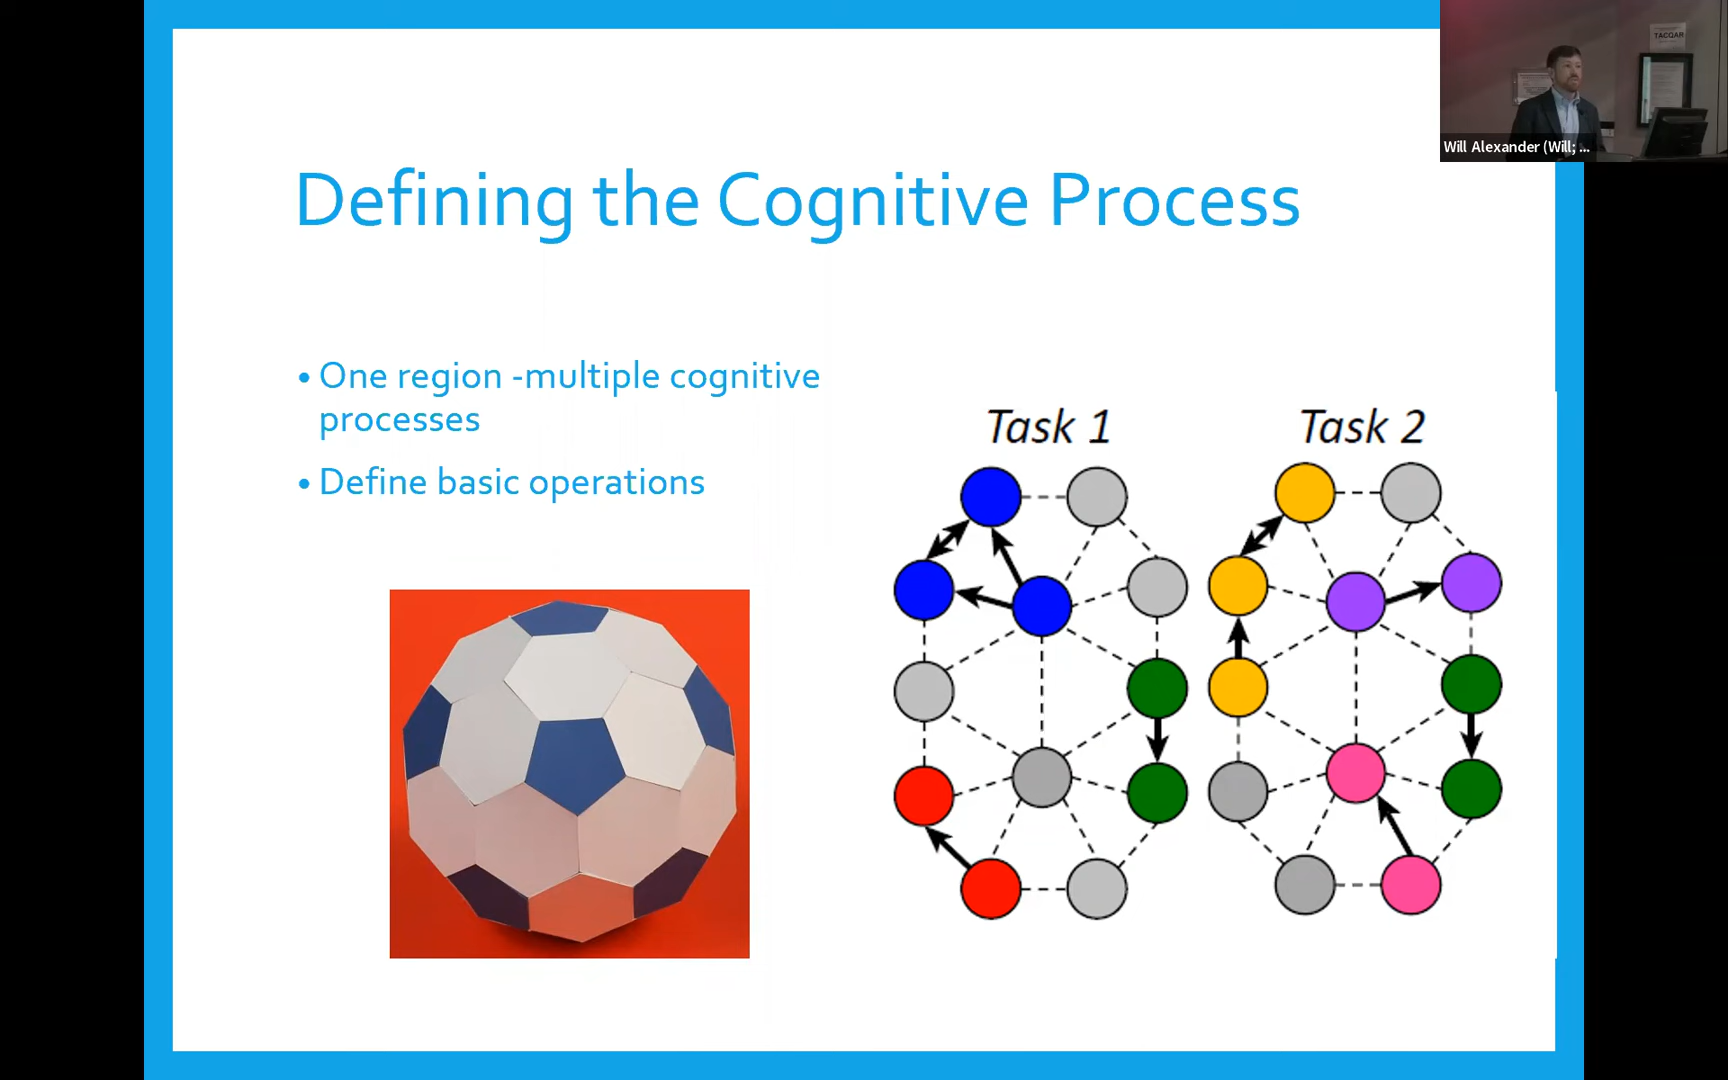 Defining the Cognitive Process
• One region -multiple cognitive
processes
• Define basic operations
Task 1
Task 2
TACQAR
Will Alexander (Will; ...